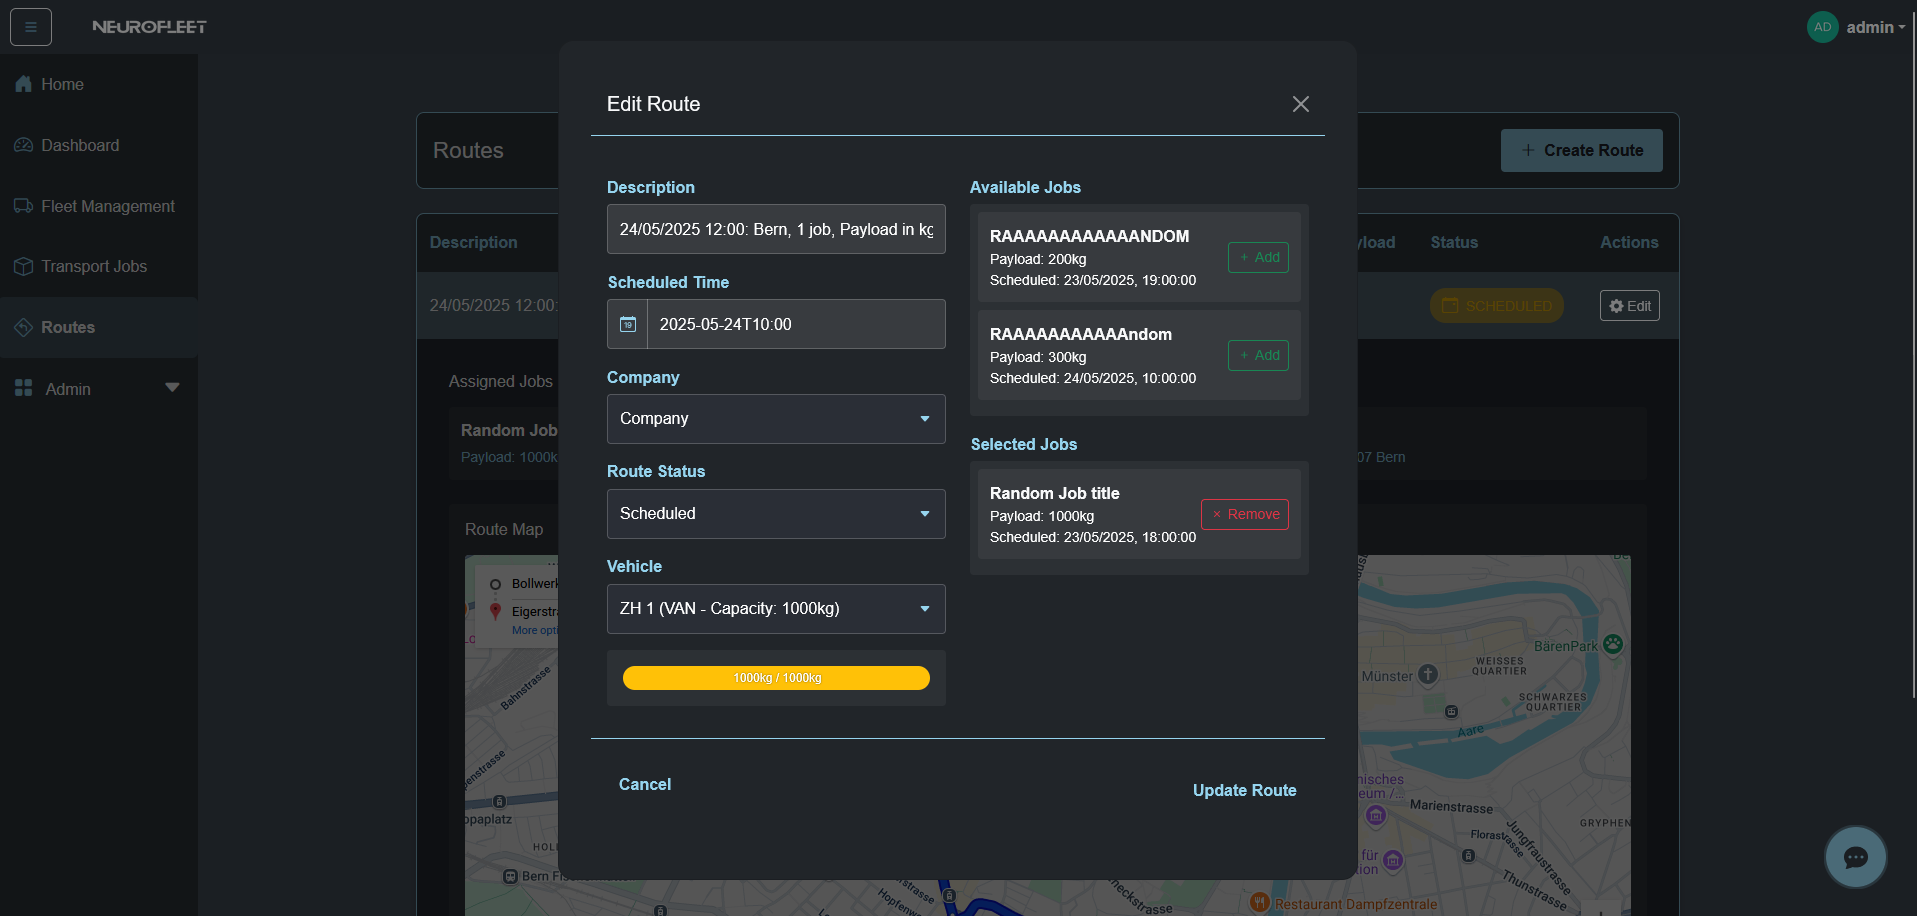 NEUROFLEET
AD admin
Home
Dashboard
Fleet Management
Transport Jobs
Routes
Admin
Routes
Create Route
Description
Status
Actions
24/05/2025 12:00:
SCHEDULED
Edit
Assigned Jobs
Random Job
Payload: 1000k
07 Bern
Route Map
Bollwerk
Eigerstra
More opti
Edit Route
Description
24/05/2025 12:00: Bern, 1 job, Payload in kg
Scheduled Time
19
2025-05-24T10:00
Company
Company
Route Status
Scheduled
Vehicle
ZH 1 (VAN - Capacity: 1000kg)
1000kg / 1000kg
Available Jobs
RAAAAAAAAAAAANDOM
Payload: 200kg
Scheduled: 23/05/2025, 19:00:00
+ Add
RAAAAAAAAAAAndom
Payload: 300kg
Scheduled: 24/05/2025, 10:00:00
+ Add
Selected Jobs
Random Job title
Payload: 1000kg
Scheduled: 23/05/2025, 18:00:00
× Remove
Cancel
Update Route
Bahnstrasse
BärenPark
WEISSES
QUARTIER
Münster
SCHWARZES
QUARTIER
Aare
Marienstrasse
Jungfraustrasse
Florastrasse
GRYPHEN
Thunstrasse
Restaurant Dampfzentrale